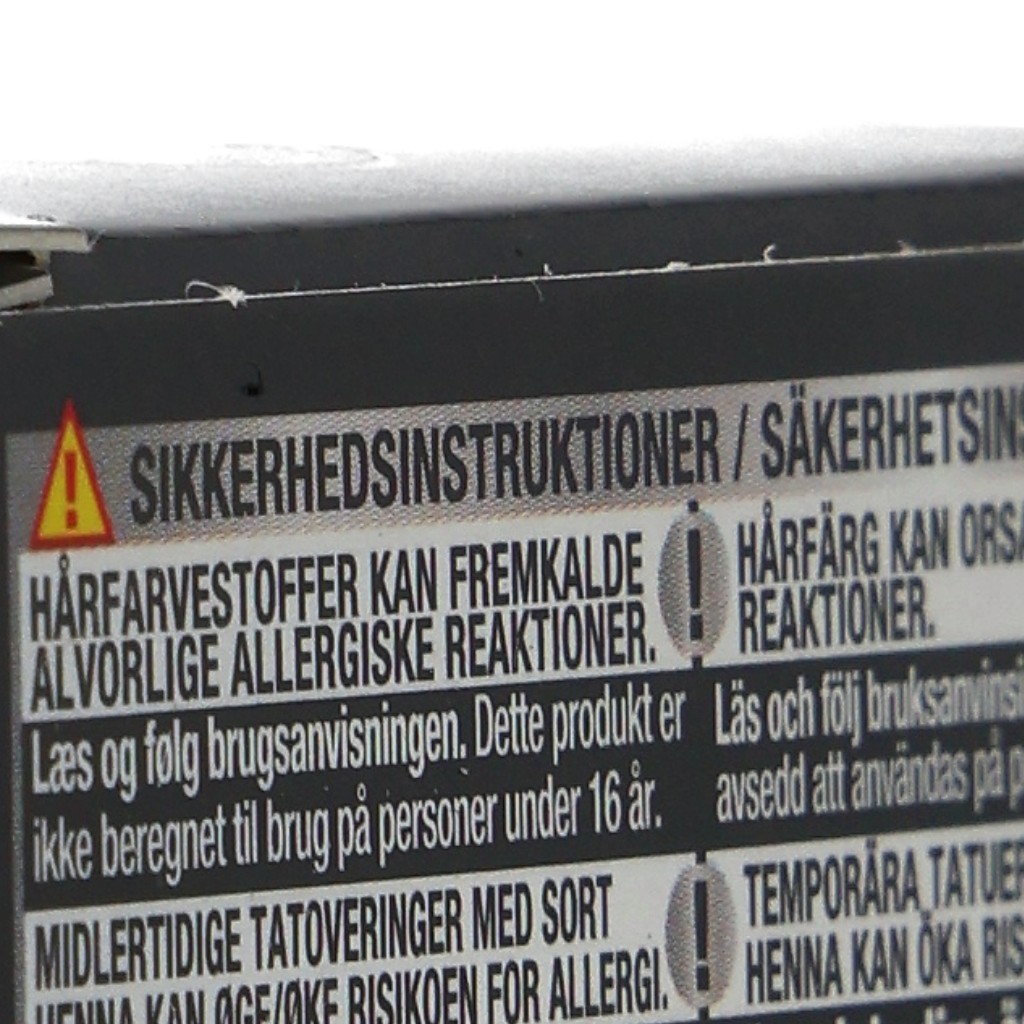 SIKKERHEDSINSTRUKTIONER / SÄKERHETSINS
HÅRFARVESTOFFER KAN FREMKALDE
ALVORLIGE ALLERGISKE REAKTIONER.
Læs og følg brugsanvisningen. Dette produkt er
ikke beregnet til brug på personer under 16 år.
MIDLERTIDIGE TATOVERINGER MED SORT
HENNA KAN ØGE/ØKE RISIKOEN FOR ALLERGI.
HÅRFÄRG KAN ORSA
REAKTIONER.
Läs och följ bruksanvinsi
avsedd att användas på p
TEMPORÄRA TATUER
HENNA KAN ÖKA RIS